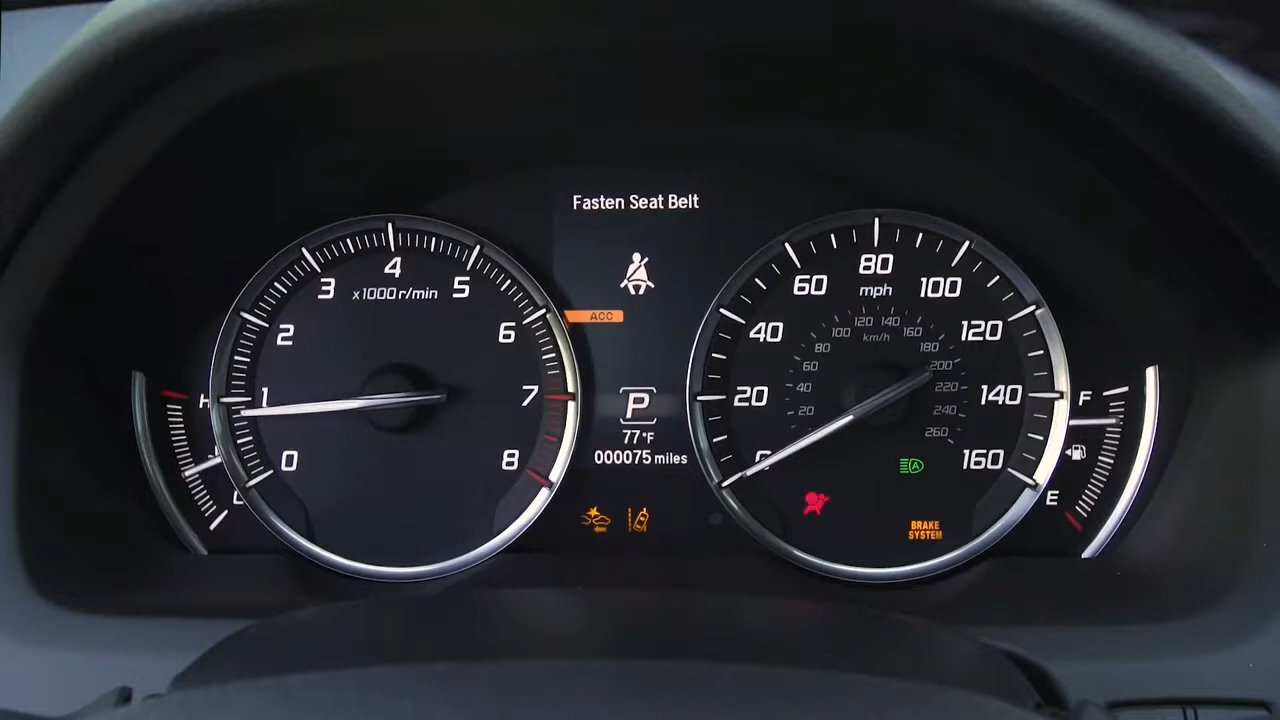 Fasten Seat Belt
ACC
P
77°F
000075 miles
0
1
2
3
4
5
6
7
8
x1000 r/min
H
20
40
60
80
100
120
140
160
mph
20
40
60
80
100
120
140
160
180
200
220
240
260
km/h
A
BRAKE
SYSTEM
F
E